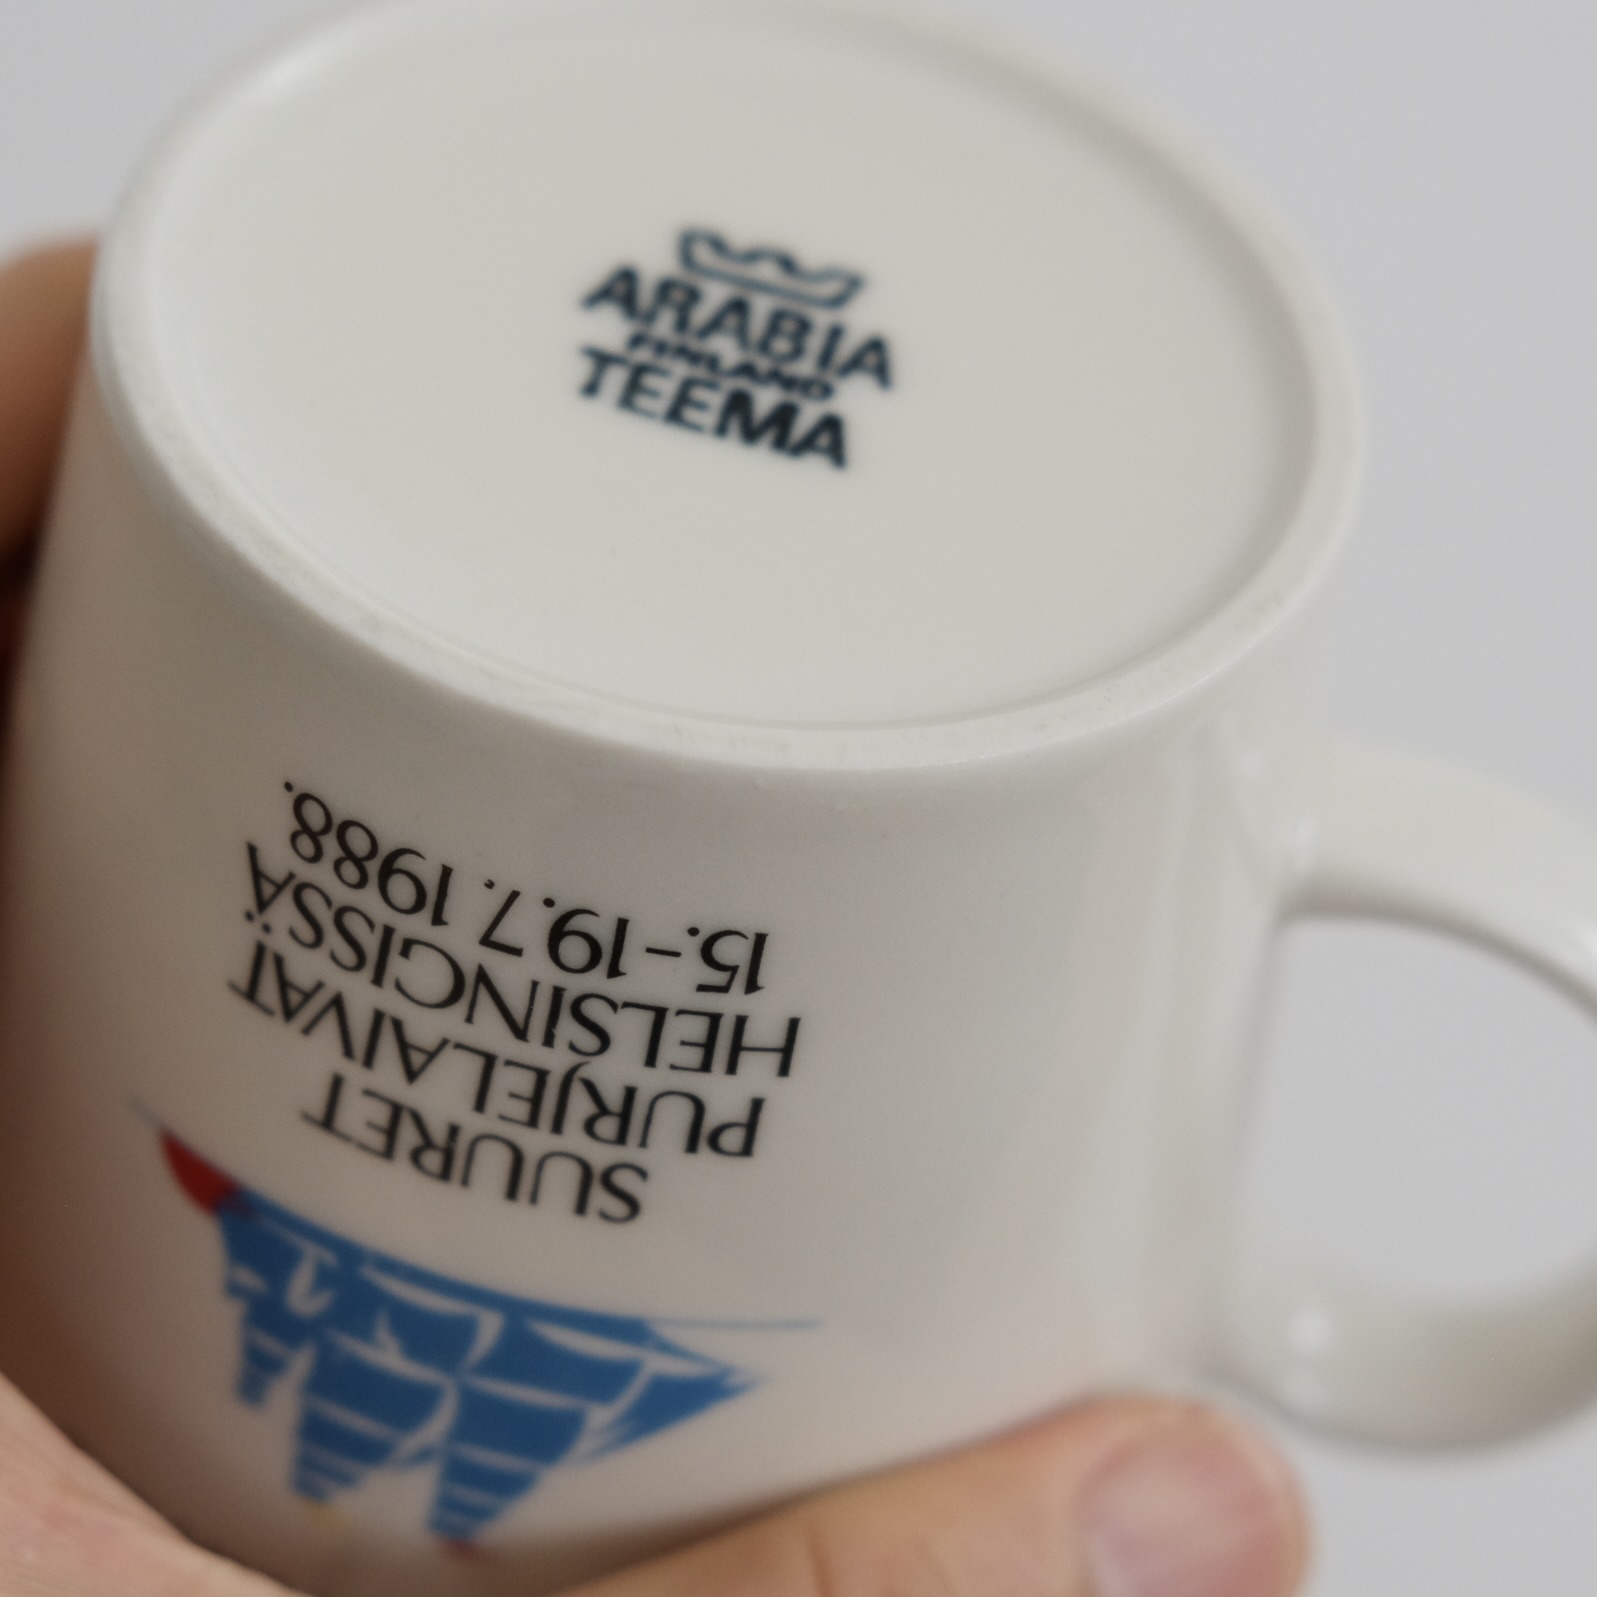 ARABIA
FINLAND
TEEMA
SUURET
PURJELAIVAT
HELSINGISSÄ
15.-19.7.1988.